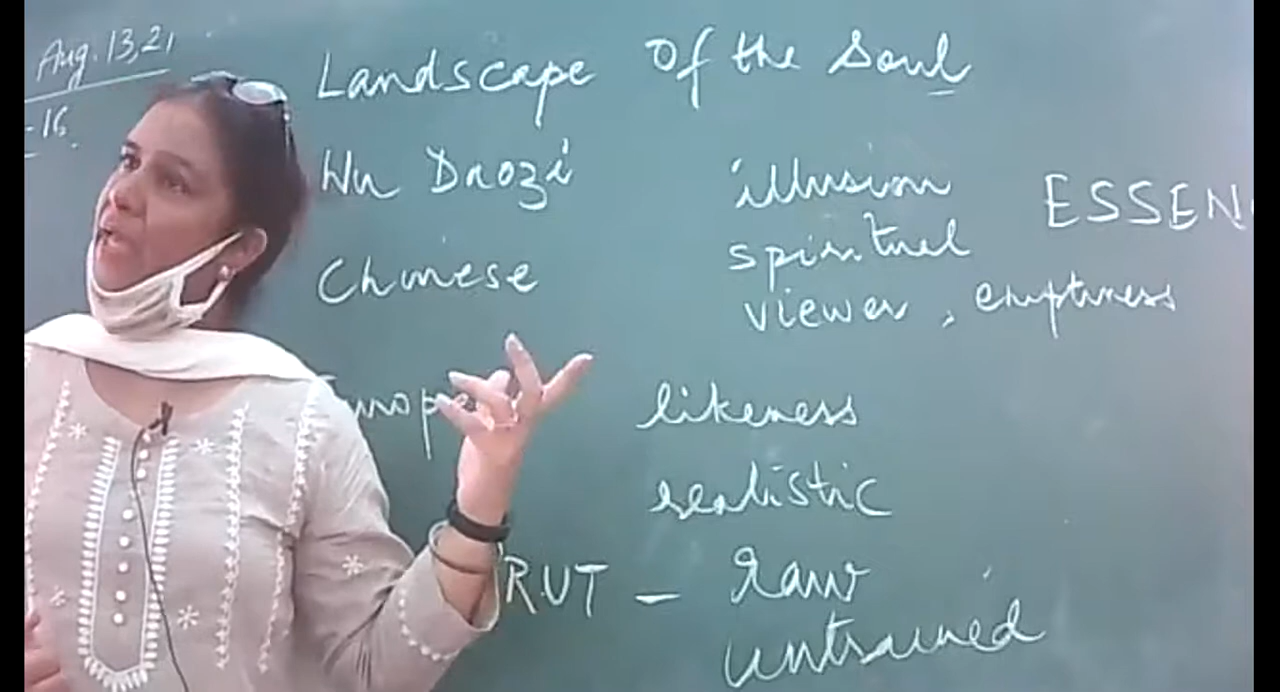 Aug. 13, 21
-16.
Landscape Of the Soul
Wu Daozi
illusion ESSEN
spiritual
Chinese
viewer, emptiness
likeness
realistic
RUT - raw
untrained